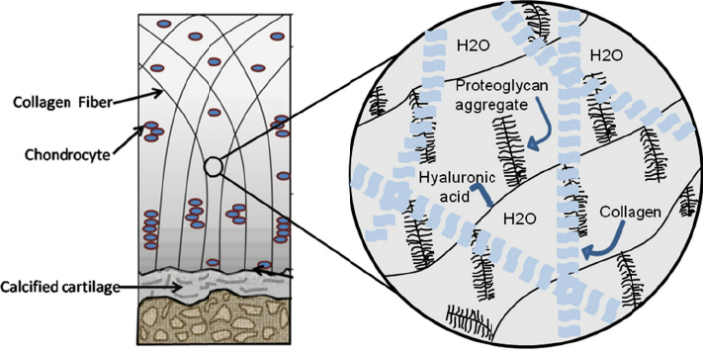 Collagen Fiber
Chondrocyte
Calcified cartilage
H2O
H2O
Proteoglycan
aggregate
Hyaluronic
acid
H2O
Collagen